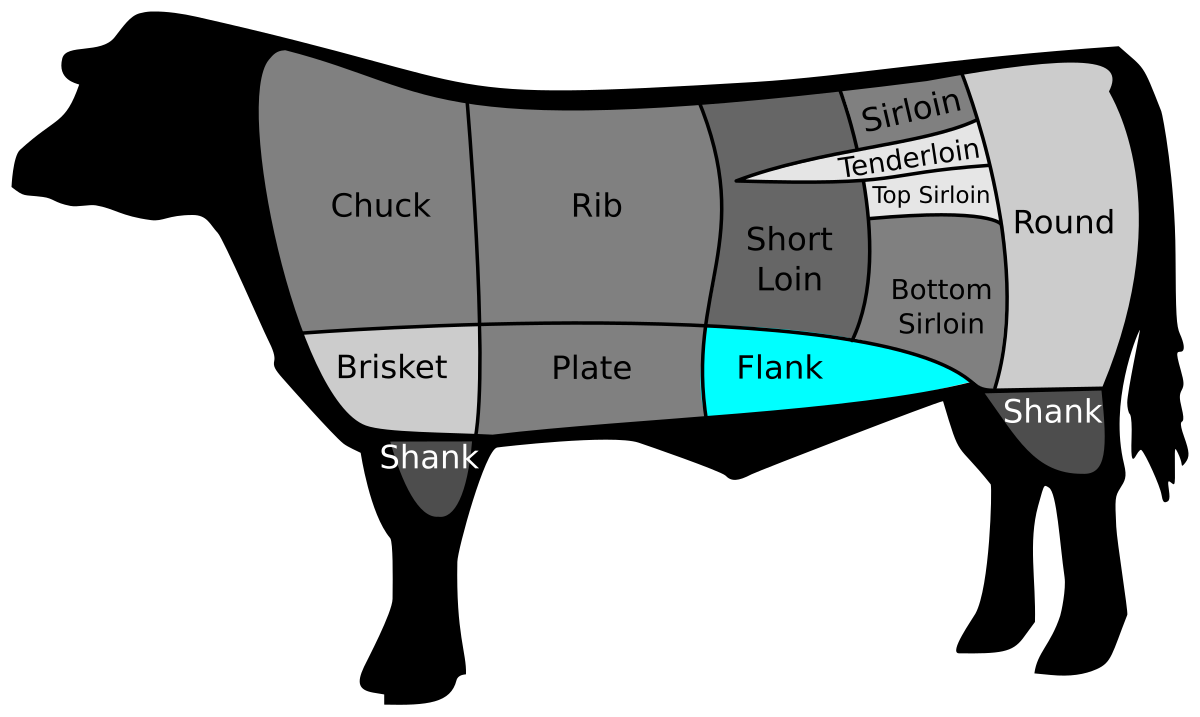 Sirloin
Tenderloin
Top Sirloin
Chuck
Rib
Short
Loin
Round
Bottom
Sirloin
Brisket
Plate
Flank
Shank
Shank